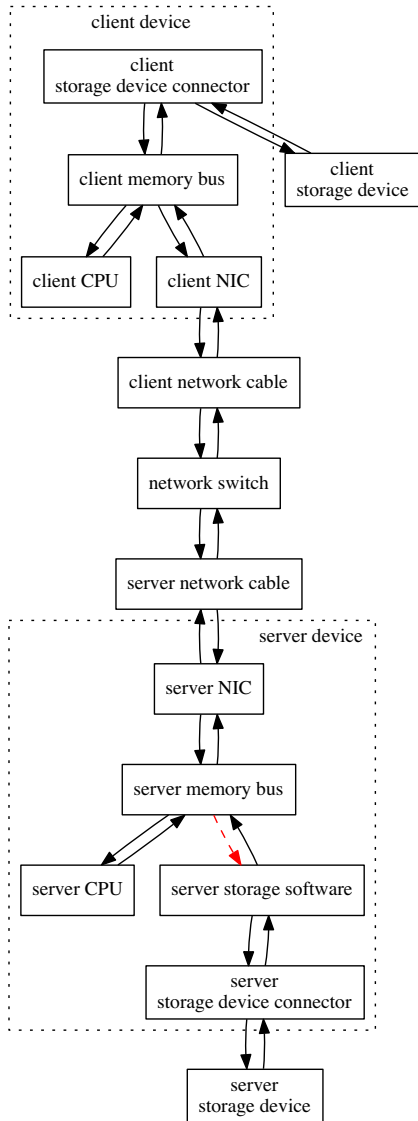 client device
client
storage device connector
client memory bus
client
storage device
client CPU
client NIC
client network cable
network switch
server network cable
server device
server NIC
server memory bus
server CPU
server storage software
server
storage device connector
server
storage device